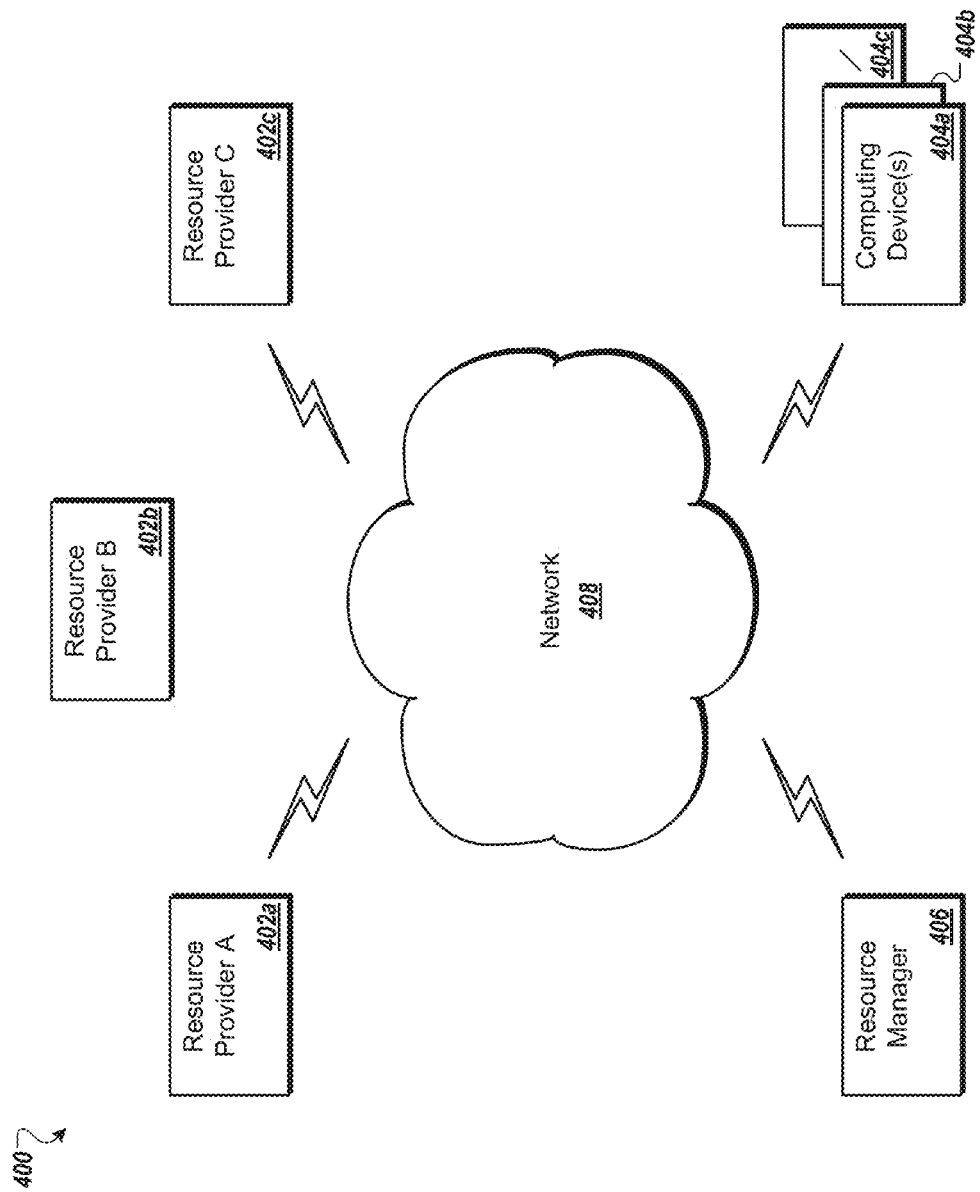 400
Resource
Provider A
402a
Resource
Provider B
402b
Resource
Provider C
402c
Network
408
Resource
Manager
406
Computing
Device(s)
404a
404b
404c